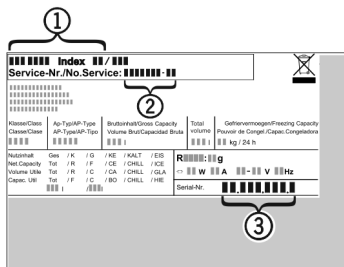 1
Index /
Service-Nr./No.Service: -
2
Klasse/Class Ap-Typ/AP-Type Bruttoinhalt/Gross Capacity Total Gefriervermoegen/Freezing Capacity
Classe/Classe AP-Type/AP-Tipo Volume Brut/Capacidad Bruta volume Pouvoir de Congel./Capac.Congeladora
l kg / 24 h
Nutzinhalt Ges / K / G / KE / KALT / EIS
Net.Capacity Tot / R / F / CE / CHILL / ICE
Volume Utile Tot / R / C / CA / CHILL / GLA
Capac. Util Tot / F / C / BO / CHILL / HIE
l / l
R : g
~ W A - V Hz
Serial-Nr. . . .
3